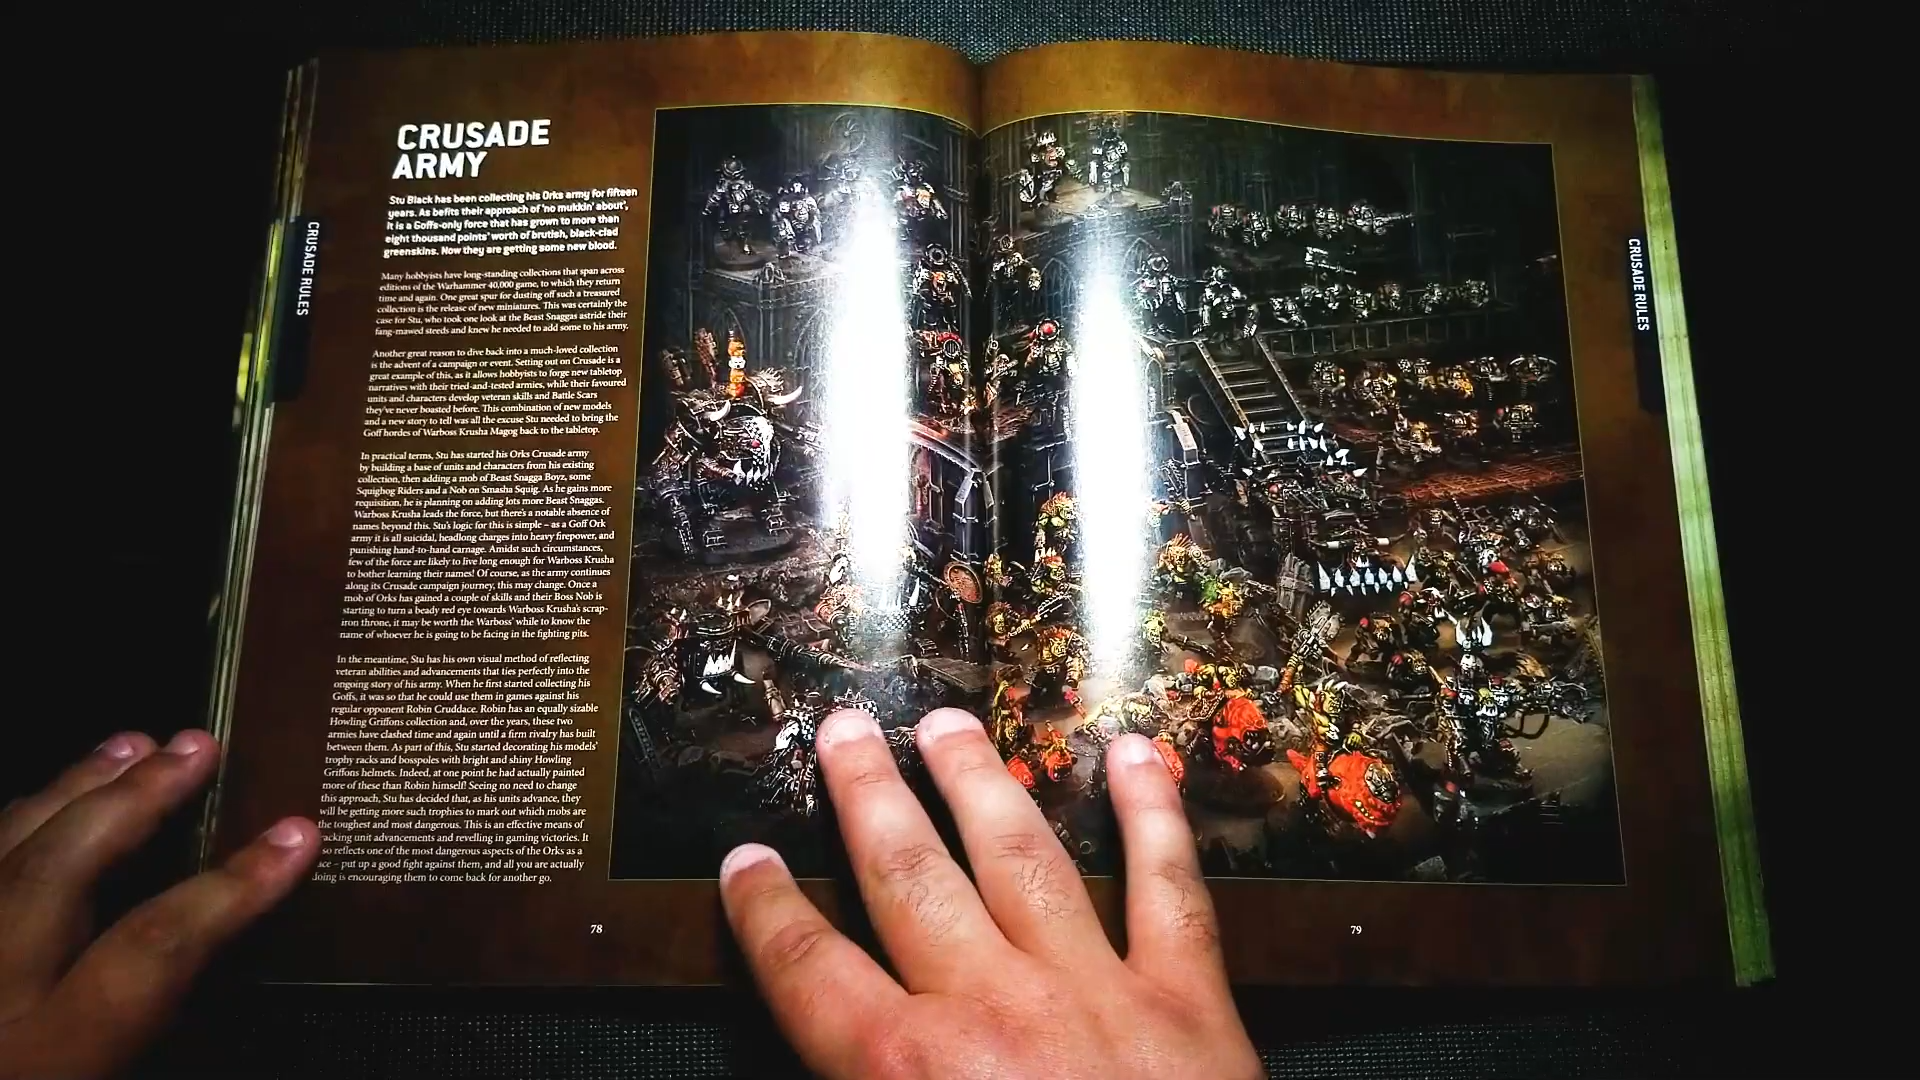 CRUSADE
ARMY
Stu Black has been collecting his Orks army for fifteen
years. As befits their approach of 'no mukkin' about',
it is a Goffs-only force that has grown to more than
eight thousand points' worth of brutish, black-clad
greenskins. Now they are getting some new blood.
Many hobbyists have long-standing collections that span across
editions of the Warhammer 40,000 game, to which they return
time and again. One great spur for dusting off such a treasured
collection is the release of new miniatures. This was certainly the
case for Stu, who took one look at the Beast Snaggas astride their
fang-mawed steeds and knew he needed to add some to his army.
Another great reason to dive back into a much-loved collection
is the advent of a campaign or event. Setting out on Crusade is a
great example of this, as it allows hobbyists to forge new tabletop
narratives with their tried-and-tested armies, while their favoured
units and characters develop veteran skills and Battle Scars
they've never boasted before. This combination of new models
and a new story to tell was all the excuse Stu needed to bring the
Goff hordes of Warboss Krusha Magog back to the tabletop.
In practical terms, Stu has started his Orks Crusade army
by building a base of units and characters from his existing
collection, then adding a mob of Beast Snagga Boyz, some
Squighog Riders and a Nob on Smasha Squig. As he gains more
requisition, he is planning on adding lots more Beast Snaggas.
Warboss Krusha leads the force, but there's a notable absence of
names beyond this. Stu's logic for this is simple – as a Goff Ork
army it is all suicidal, headlong charges into heavy firepower, and
punishing hand-to-hand carnage. Amidst such circumstances,
few of the force are likely to live long enough for Warboss Krusha
to bother learning their names! Of course, as the army continues
along its Crusade campaign journey, this may change. Once a
mob of Orks has gained a couple of skills and their Boss Nob is
starting to turn a beady red eye towards Warboss Krusha's scrap-
iron throne, it may be worth the Warboss' while to know the
name of whoever he is going to be facing in the fighting pits.
In the meantime, Stu has his own visual method of reflecting
veteran abilities and advancements that ties perfectly into the
ongoing story of his army. When he first started collecting his
Goffs, it was so that he could use them in games against his
regular opponent Robin Cruddace. Robin has an equally sizable
Howling Griffons collection and, over the years, these two
armies have clashed time and again until a firm rivalry has built
between them. As part of this, Stu started decorating his models'
trophy racks and bosspoles with bright and shiny Howling
Griffons helmets. Indeed, at one point he had actually painted
more of these than Robin himself! Seeing no need to change
this approach, Stu has decided that, as his units advance, they
will be getting more such trophies to mark out which mobs are
the toughest and most dangerous. This is an effective means of
acking unit advancements and revelling in gaming victories. It
so reflects one of the most dangerous aspects of the Orks as a
ace – put up a good fight against them, and all you are actually
doing is encouraging them to come back for another go.
78
CRUSADE RULES
79
CRUSADE RULES